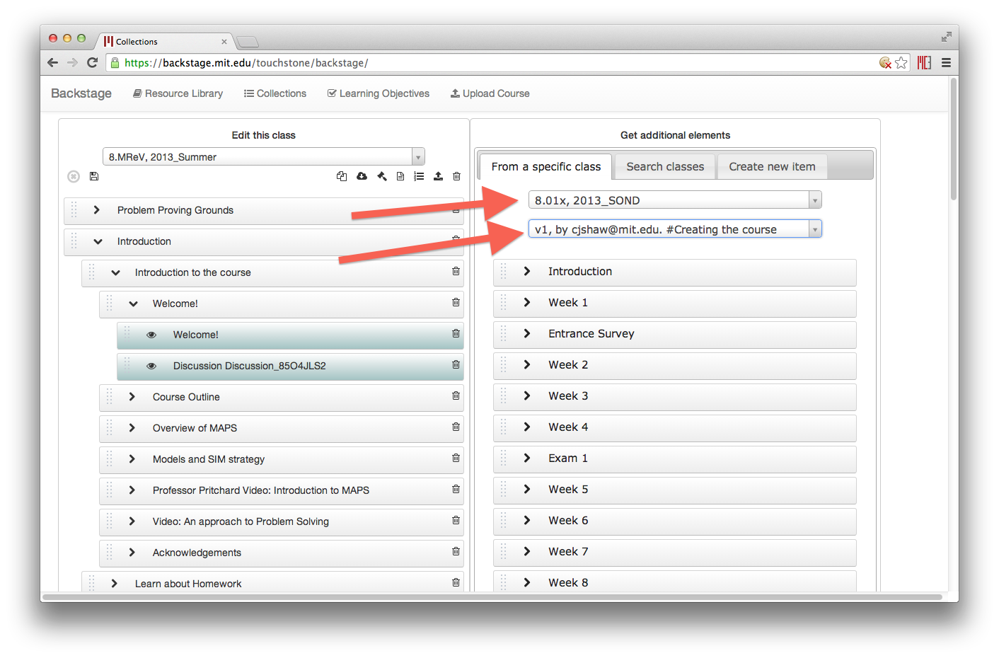 Collections
https://backstage.mit.edu/touchstone/backstage/
Backstage Resource Library Collections Learning Objectives Upload Course
Edit this class
8.MReV, 2013_Summer
Problem Proving Grounds
Introduction
Introduction to the course
Welcome!
Welcome!
Discussion Discussion_85O4JLS2
Course Outline
Overview of MAPS
Models and SIM strategy
Professor Pritchard Video: Introduction to MAPS
Video: An approach to Problem Solving
Acknowledgements
Learn about Homework
Get additional elements
From a specific class Search classes Create new item
8.01x, 2013_SOND
v1, by cjshaw@mit.edu. #Creating the course
Introduction
Week 1
Entrance Survey
Week 2
Week 3
Week 4
Exam 1
Week 5
Week 6
Week 7
Week 8